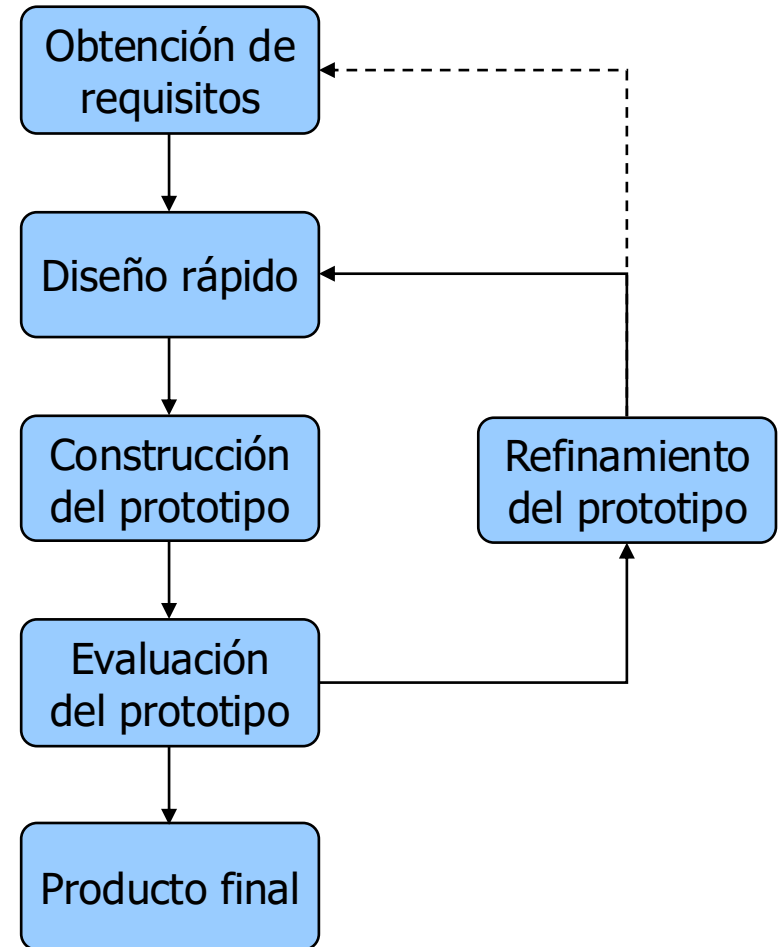 Obtención de
requisitos
Diseño rápido
Construcción
del prototipo
Refinamiento
del prototipo
Evaluación
del prototipo
Producto final